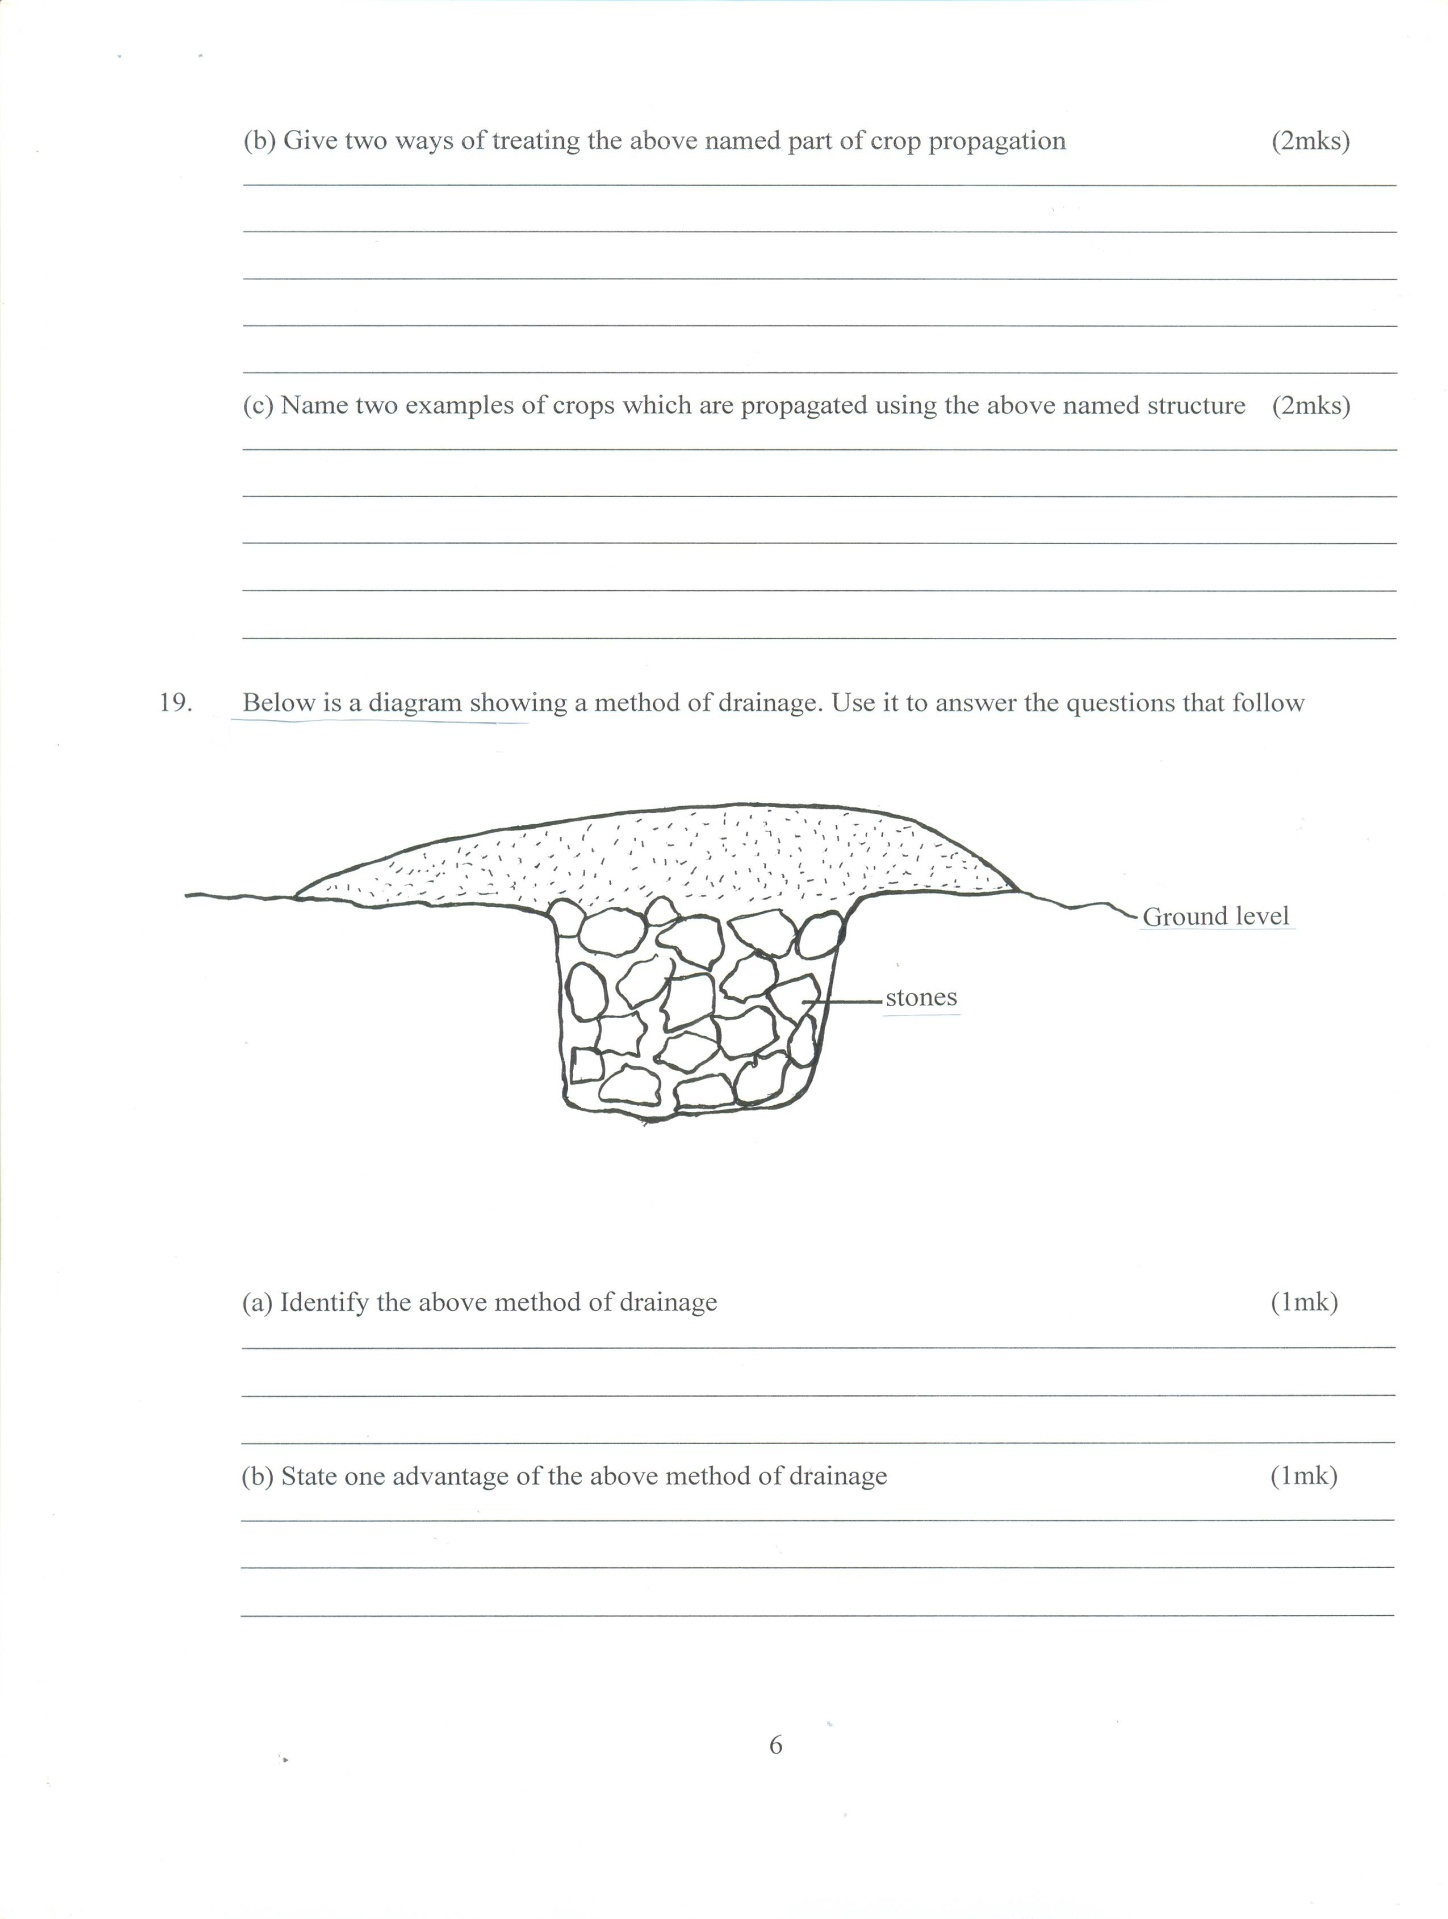 (b) Give two ways of treating the above named part of crop propagation (2mks)
(c) Name two examples of crops which are propagated using the above named structure (2mks)
19. Below is a diagram showing a method of drainage. Use it to answer the questions that follow
Ground level
stones
(a) Identify the above method of drainage (1mk)
(b) State one advantage of the above method of drainage (1mk)
6